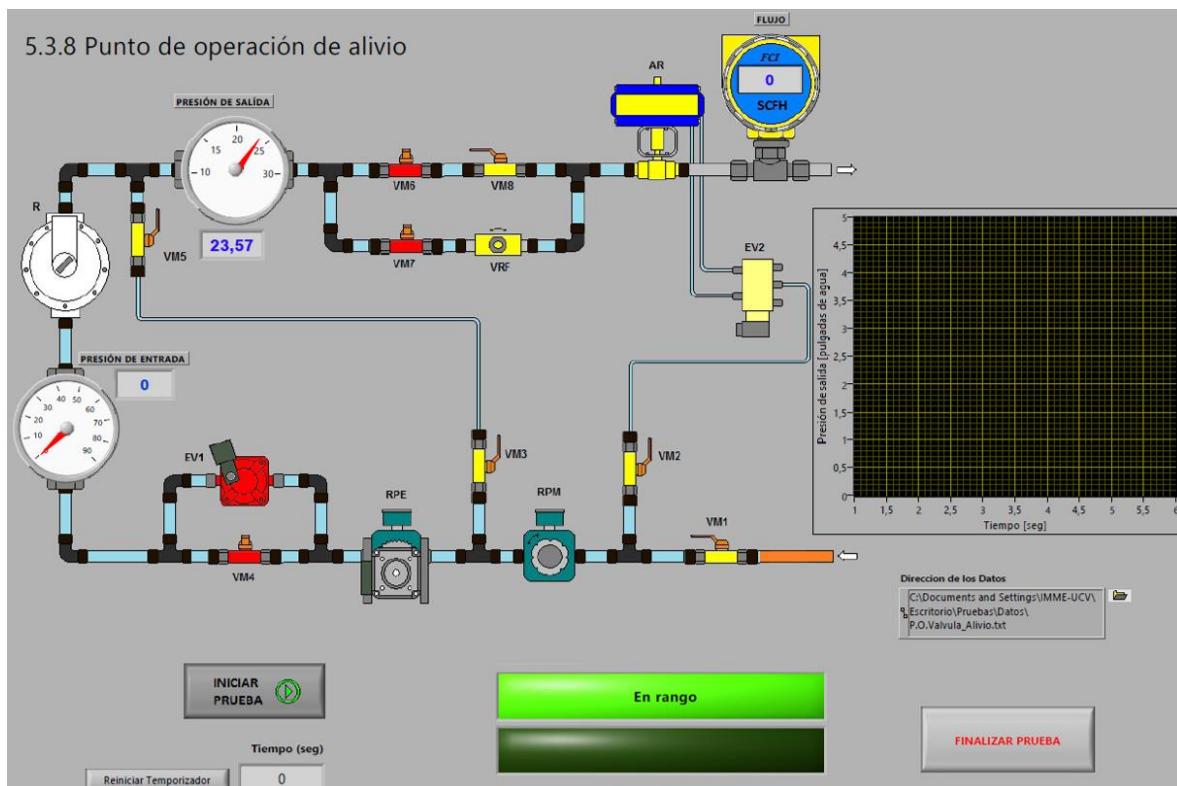 5.3.8 Punto de operación de alivio
FLUJO
FCI
0
SCFH
AR
PRESIÓN DE SALÍDA
10 15 20 25 30
23,57
R
VM5
VM6
VM8
VM7
VRF
EV2
PRESIÓN DE ENTRADA
0
0 10 20 30 40 50 60 70 80 90
EV1
VM4
RPE
VM3
RPM
VM2
VM1
Presión de salida [pulgadas de agua]
5
4,5
4
3,5
3
2,5
2
1,5
1
0,5
0
1 1,5 2 2,5 3 3,5 4 4,5 5 5,5 6
Tiempo [seg]
Direccion de los Datos
C:\Documents and Settings\IMME-UCV\
Escritorio\Pruebas\Datos\
P.O.Valvula_Alivio.txt
INICIAR
PRUEBA
En rango
FINALIZAR PRUEBA
Tiempo (seg)
Reiniciar Temporizador
0